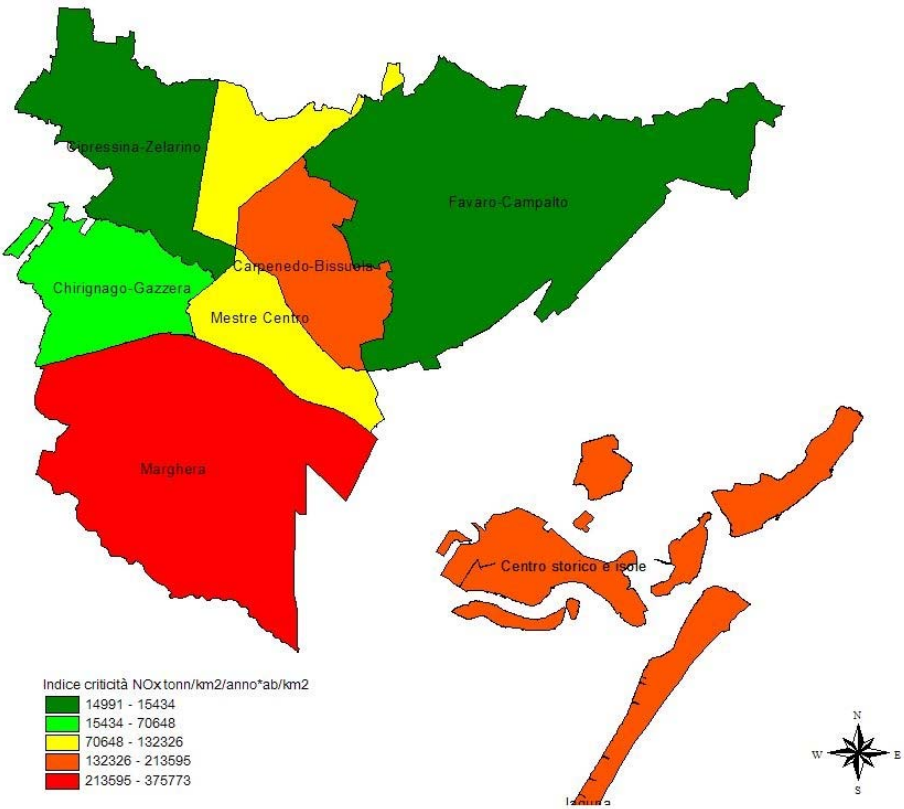 Cipressina-Zelarino
Favaro-Campalto
Carpenedo-Bissuola
Chirignago-Gazzera
Mestre Centro
Marghera
Centro storico e isole
Indice criticità NOx tonn/km2/anno*ab/km2
14991 - 15434
15434 - 70648
70648 - 132326
132326 - 213595
213595 - 375773
laguna
N
W E
S